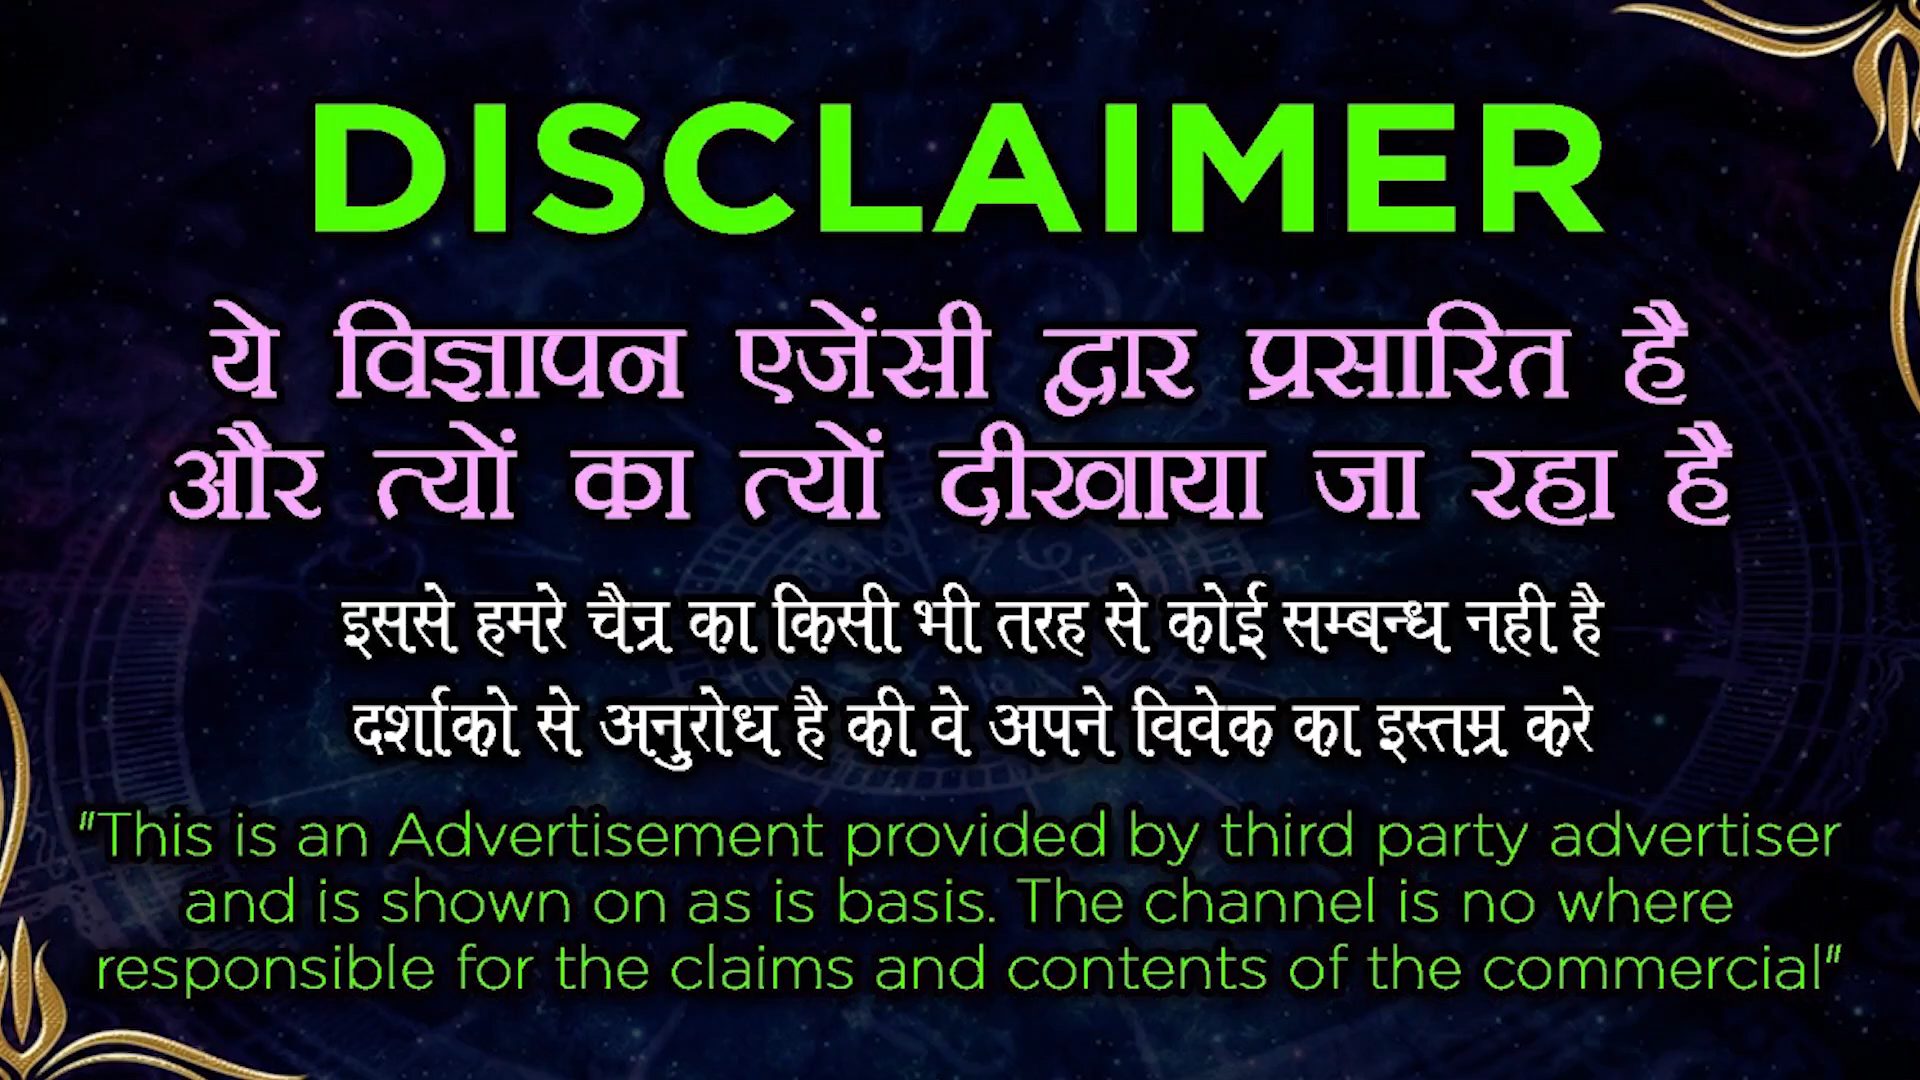 DISCLAIMER
ये विज्ञापन एजेंसी द्वार प्रसारित है
और त्यों का त्यों दीखाया जा रहा है
इससे हमरे चैन्र का किसी भी तरह से कोई सम्बन्ध नही है
दर्शाको से अनुरोध है की वे अपने विवेक का इस्तम्र करे
"This is an Advertisement provided by third party advertiser
and is shown on as is basis. The channel is no where
responsible for the claims and contents of the commercial"